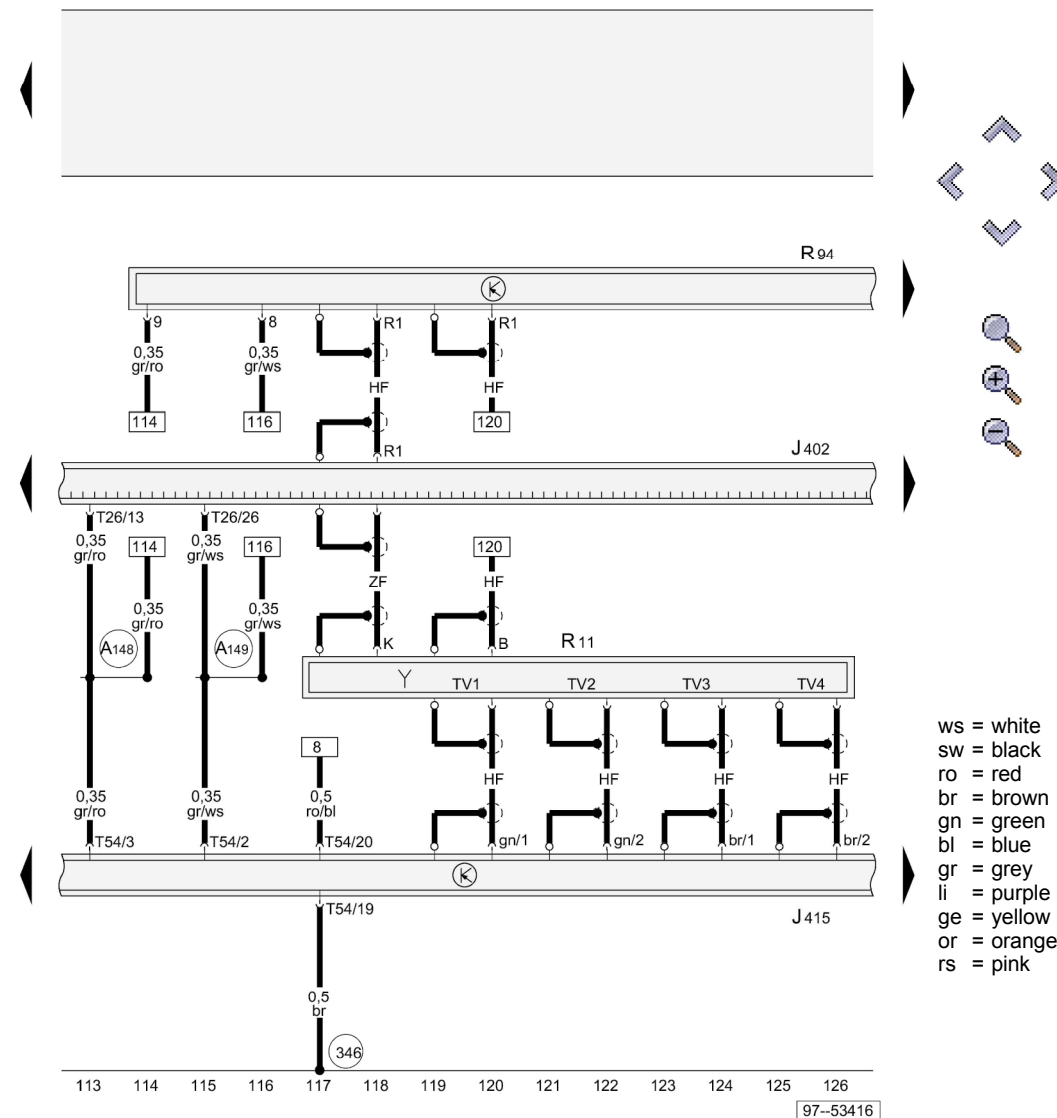 R 94
9
8
R1
R1
0,35
gr/ro
0,35
gr/ws
HF
HF
114
116
120
R1
J 402
T26/13
T26/26
0,35
gr/ro
114
0,35
gr/ws
116
120
ZF
HF
0,35
gr/ro
0,35
gr/ws
A148
A149
K
B
R 11
TV1
TV2
TV3
TV4
8
HF
HF
HF
HF
0,35
gr/ro
0,35
gr/ws
0,5
ro/bl
T54/3
T54/2
T54/20
gn/1
gn/2
br/1
br/2
T54/19
J 415
0,5
br
346
113 114 115 116 117 118 119 120 121 122 123 124 125 126
97--53416
ws = white
sw = black
ro = red
br = brown
gn = green
bl = blue
gr = grey
li = purple
ge = yellow
or = orange
rs = pink